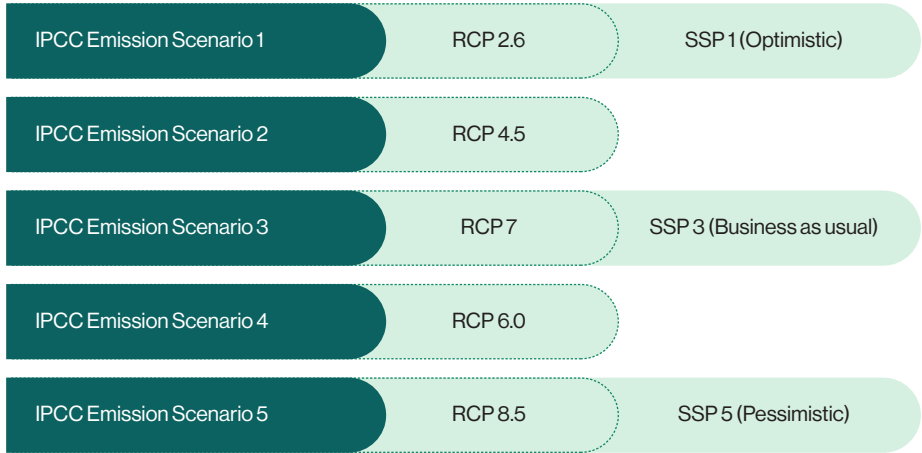 IPCC Emission Scenario 1 RCP 2.6 SSP 1 (Optimistic)
IPCC Emission Scenario 2 RCP 4.5
IPCC Emission Scenario 3 RCP 7 SSP 3 (Business as usual)
IPCC Emission Scenario 4 RCP 6.0
IPCC Emission Scenario 5 RCP 8.5 SSP 5 (Pessimistic)